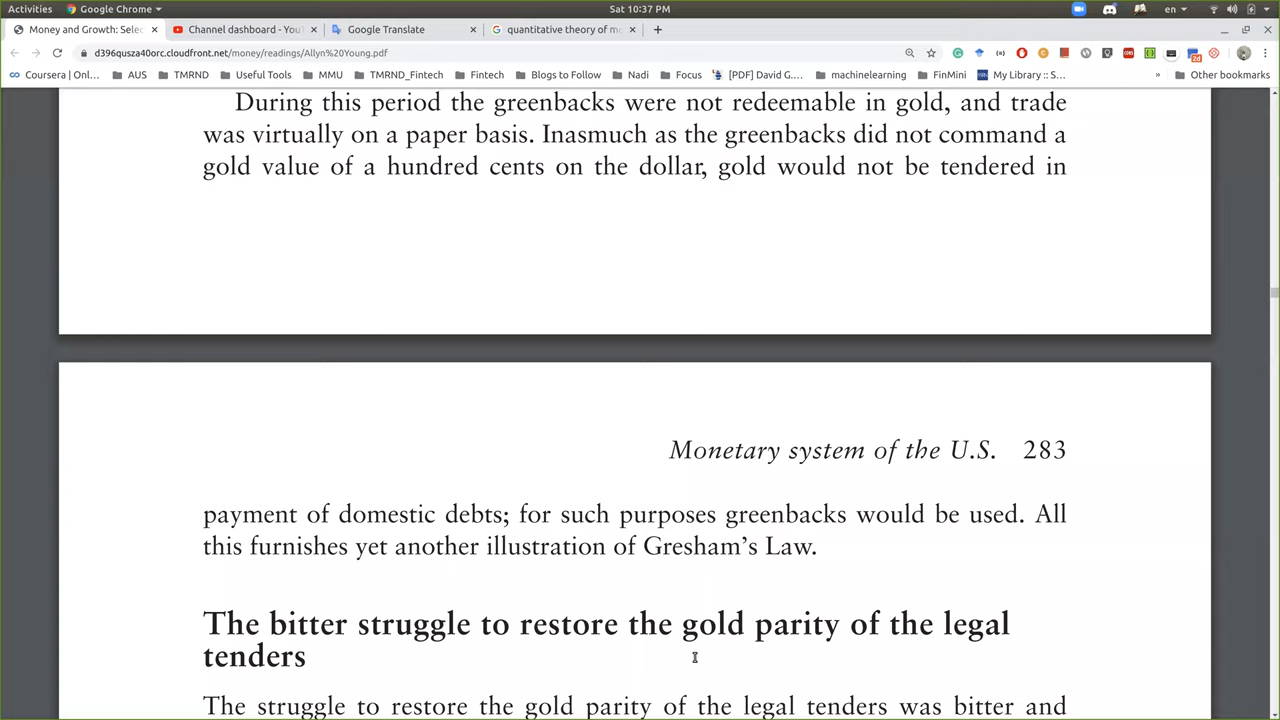 Activities Google Chrome Sat 10:37 PM en
Money and Growth: Selec Channel dashboard - You Google Translate quantitative theory of mo
d396qusza40orc.cloudfront.net/money/readings/Allyn%20Young.pdf
Coursera | Onl... AUS TMRND Useful Tools MMU TMRND_Fintech Fintech Blogs to Follow Nadi Focus [PDF] David G.... machinelearning FinMini My Library :: S... » Other bookmarks
During this period the greenbacks were not redeemable in gold, and trade
was virtually on a paper basis. Inasmuch as the greenbacks did not command a
gold value of a hundred cents on the dollar, gold would not be tendered in
Monetary system of the U.S. 283
payment of domestic debts; for such purposes greenbacks would be used. All
this furnishes yet another illustration of Gresham's Law.
The bitter struggle to restore the gold parity of the legal
tenders
The struggle to restore the gold parity of the legal tenders was bitter and